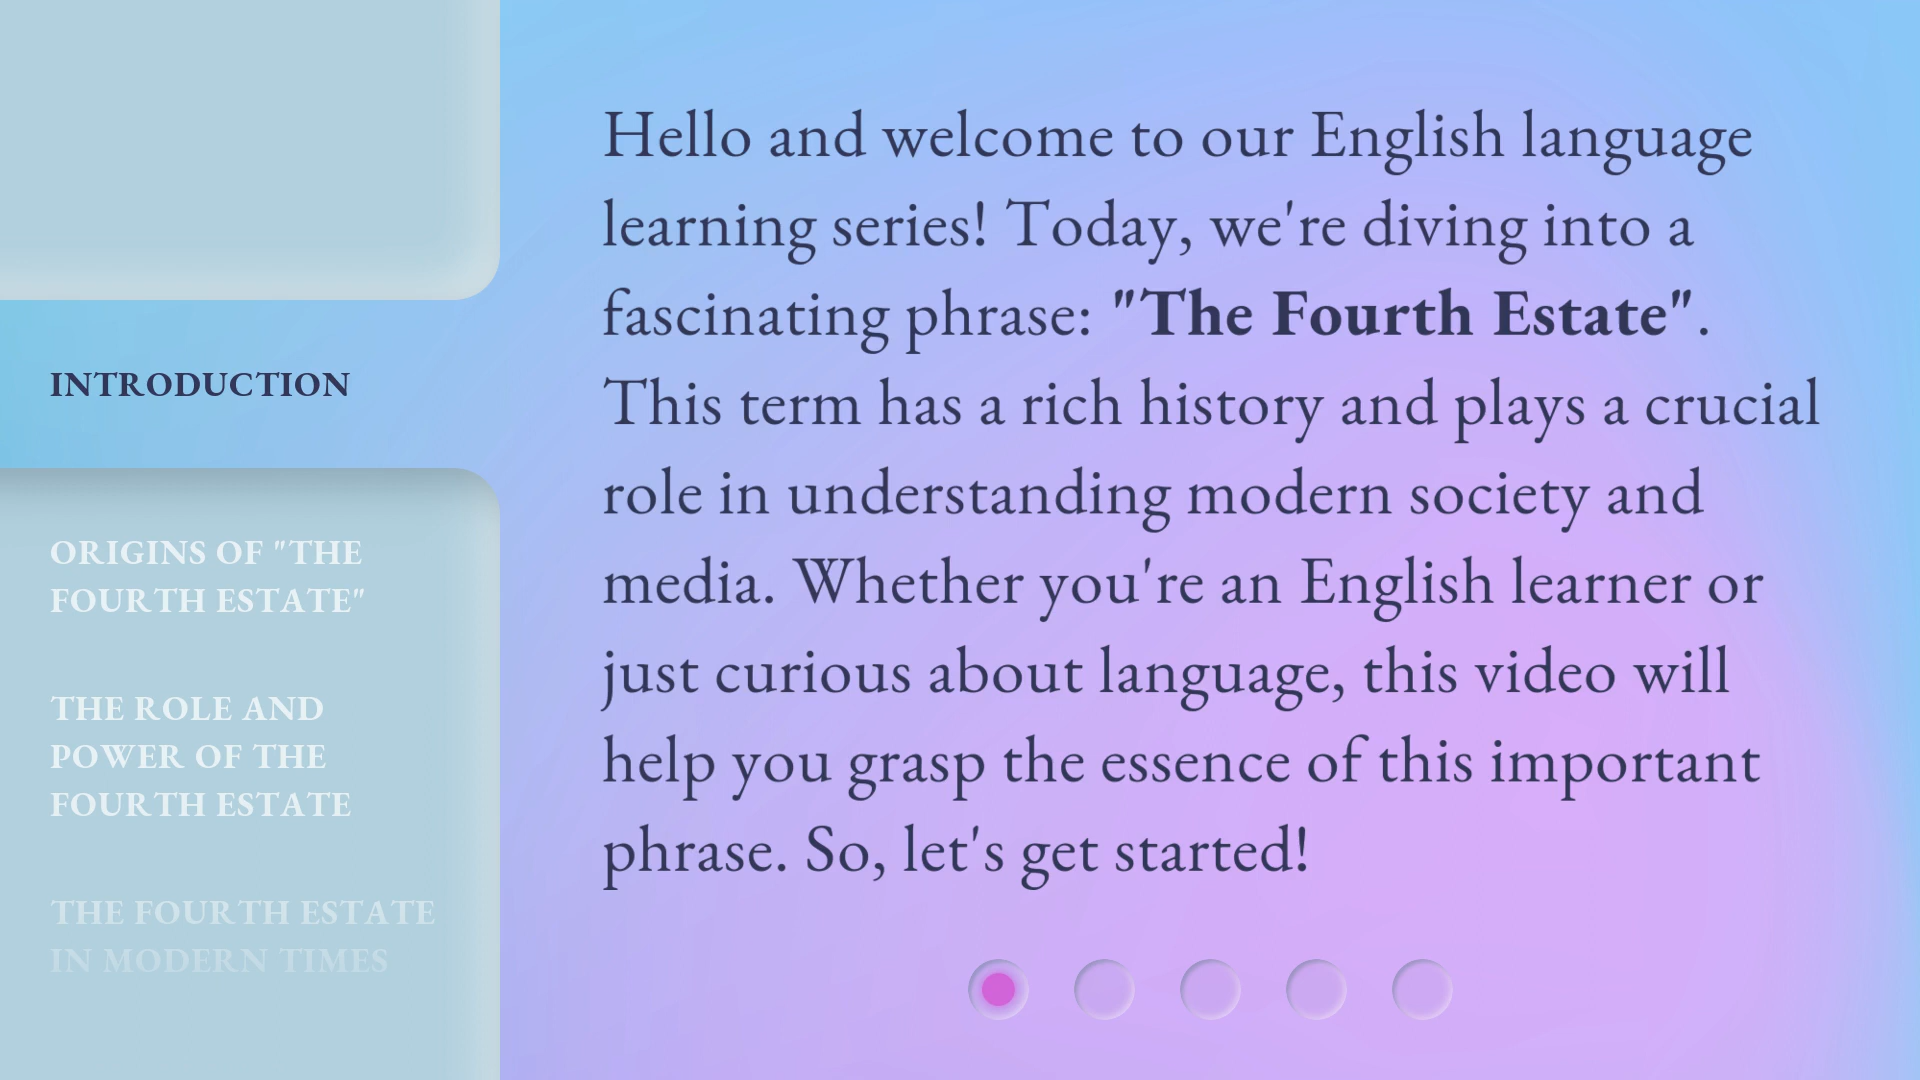 INTRODUCTION
ORIGINS OF "THE
FOURTH ESTATE"
THE ROLE AND
POWER OF THE
FOURTH ESTATE
THE FOURTH ESTATE
IN MODERN TIMES
Hello and welcome to our English language
learning series! Today, we're diving into a
fascinating phrase: "The Fourth Estate".
This term has a rich history and plays a crucial
role in understanding modern society and
media. Whether you're an English learner or
just curious about language, this video will
help you grasp the essence of this important
phrase. So, let's get started!